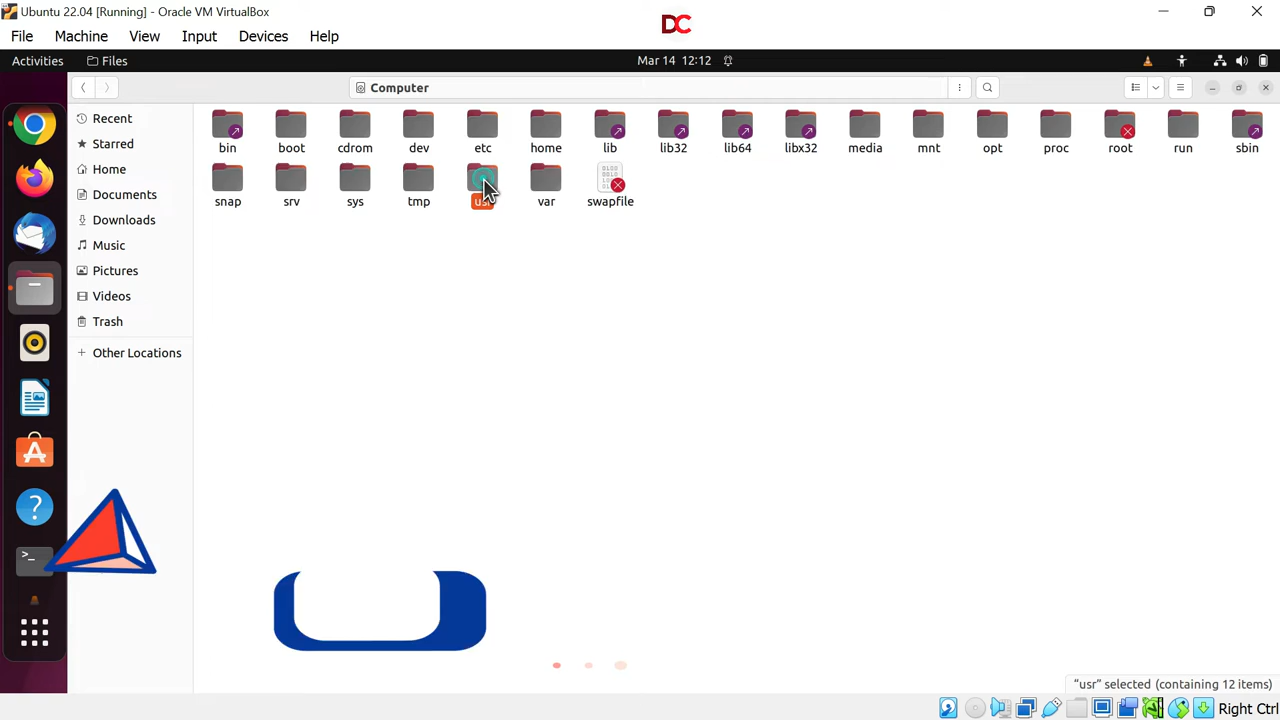 Ubuntu 22.04 [Running] - Oracle VM VirtualBox
DC
File Machine View Input Devices Help
Activities Files Mar 14 12:12
Computer
Recent
Starred
Home
Documents
Downloads
Music
Pictures
Videos
Trash
+ Other Locations
bin boot cdrom dev etc home lib lib32 lib64 libx32 media mnt opt proc root run sbin
snap srv sys tmp usr var swapfile
“usr” selected (containing 12 items)
Right Ctrl